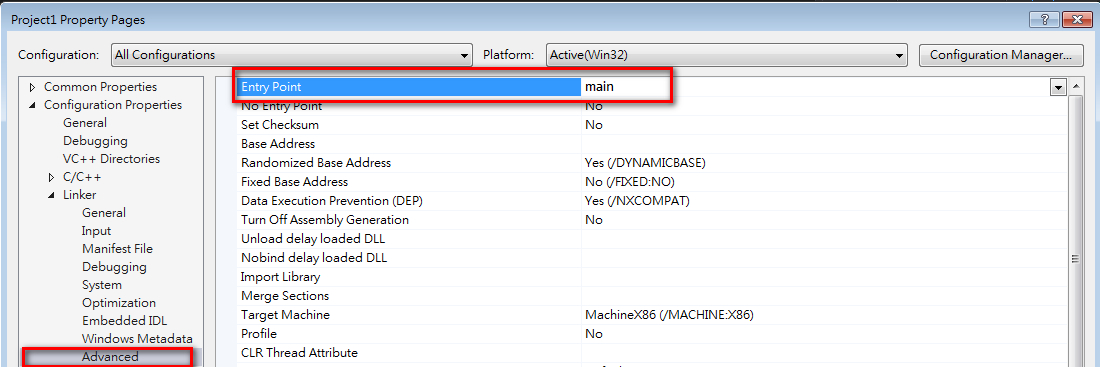 Project1 Property Pages
Configuration: All Configurations Platform: Active(Win32) Configuration Manager...
Common Properties
Configuration Properties
General
Debugging
VC++ Directories
C/C++
Linker
General
Input
Manifest File
Debugging
System
Optimization
Embedded IDL
Windows Metadata
Advanced
Entry Point main
No Entry Point No
Set Checksum No
Base Address
Randomized Base Address Yes (/DYNAMICBASE)
Fixed Base Address No (/FIXED:NO)
Data Execution Prevention (DEP) Yes (/NXCOMPAT)
Turn Off Assembly Generation No
Unload delay loaded DLL
Nobind delay loaded DLL
Import Library
Merge Sections
Target Machine MachineX86 (/MACHINE:X86)
Profile No
CLR Thread Attribute